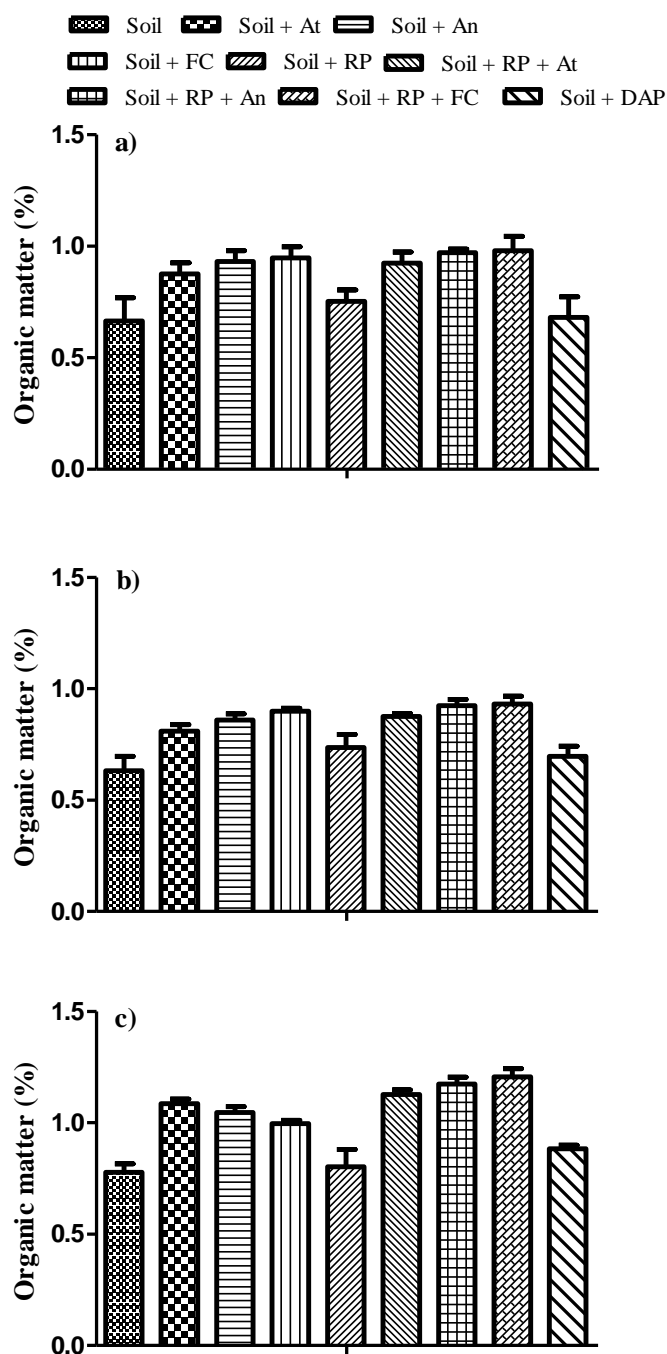 Soil Soil + At Soil + An
Soil + FC Soil + RP Soil + RP + At
Soil + RP + An Soil + RP + FC Soil + DAP
a)
Organic matter (%)
1.5
1.0
0.5
0.0
b)
Organic matter (%)
1.5
1.0
0.5
0.0
c)
Organic matter (%)
1.5
1.0
0.5
0.0